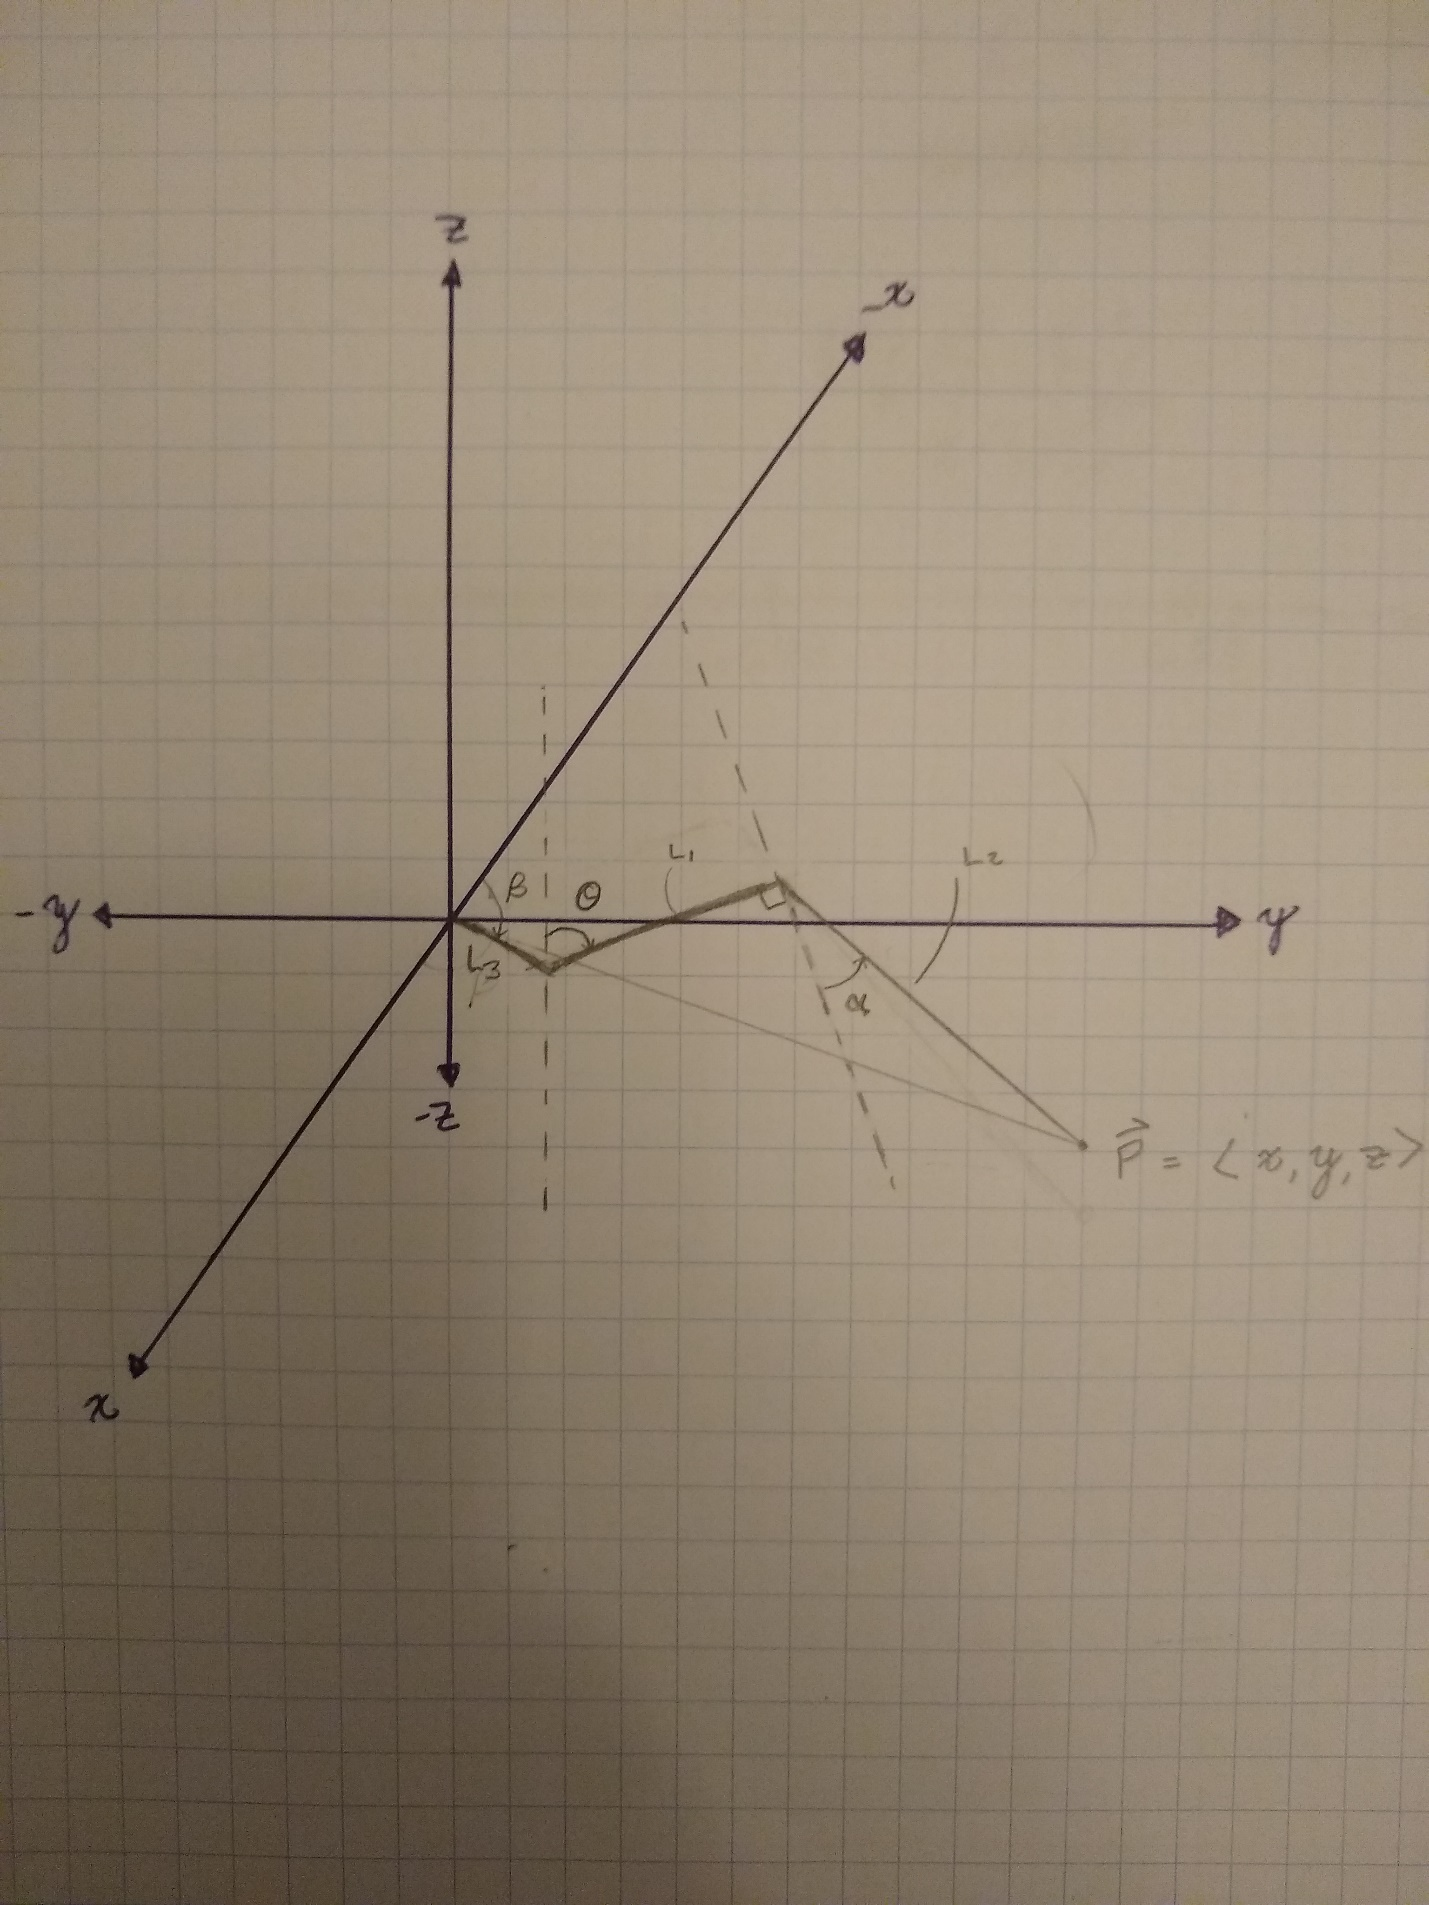 z
-x
L1
L2
β
θ
-y
y
L3
α
-z
P⃗ = < x, y, z >
x